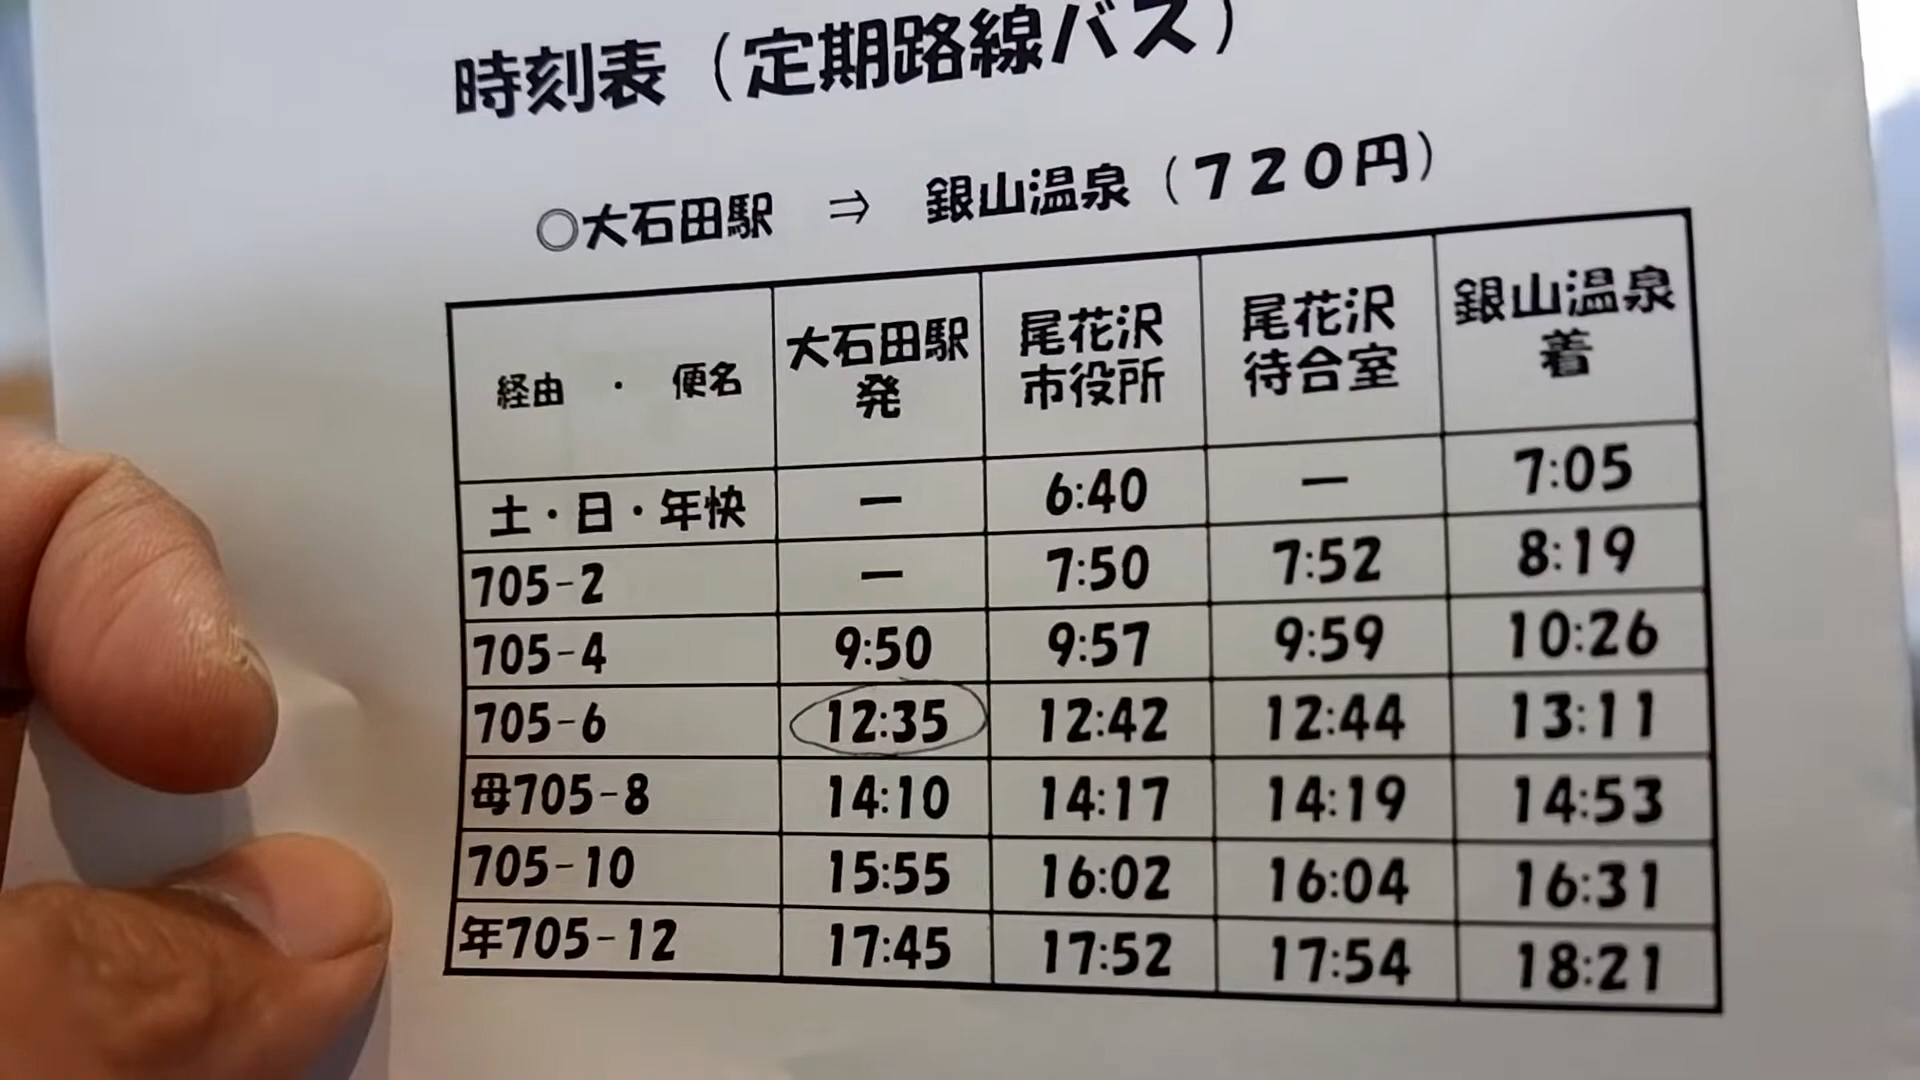 時刻表（定期路線バス）
○大石田駅 ⇒ 銀山温泉（７２０円）
経由 ・ 便名 大石田駅発 尾花沢市役所 尾花沢待合室 銀山温泉着
土・日・年快 ー 6:40 ー 7:05
705-2 ー 7:50 7:52 8:19
705-4 9:50 9:57 9:59 10:26
705-6 12:35 12:42 12:44 13:11
母705-8 14:10 14:17 14:19 14:53
705-10 15:55 16:02 16:04 16:31
年705-12 17:45 17:52 17:54 18:21